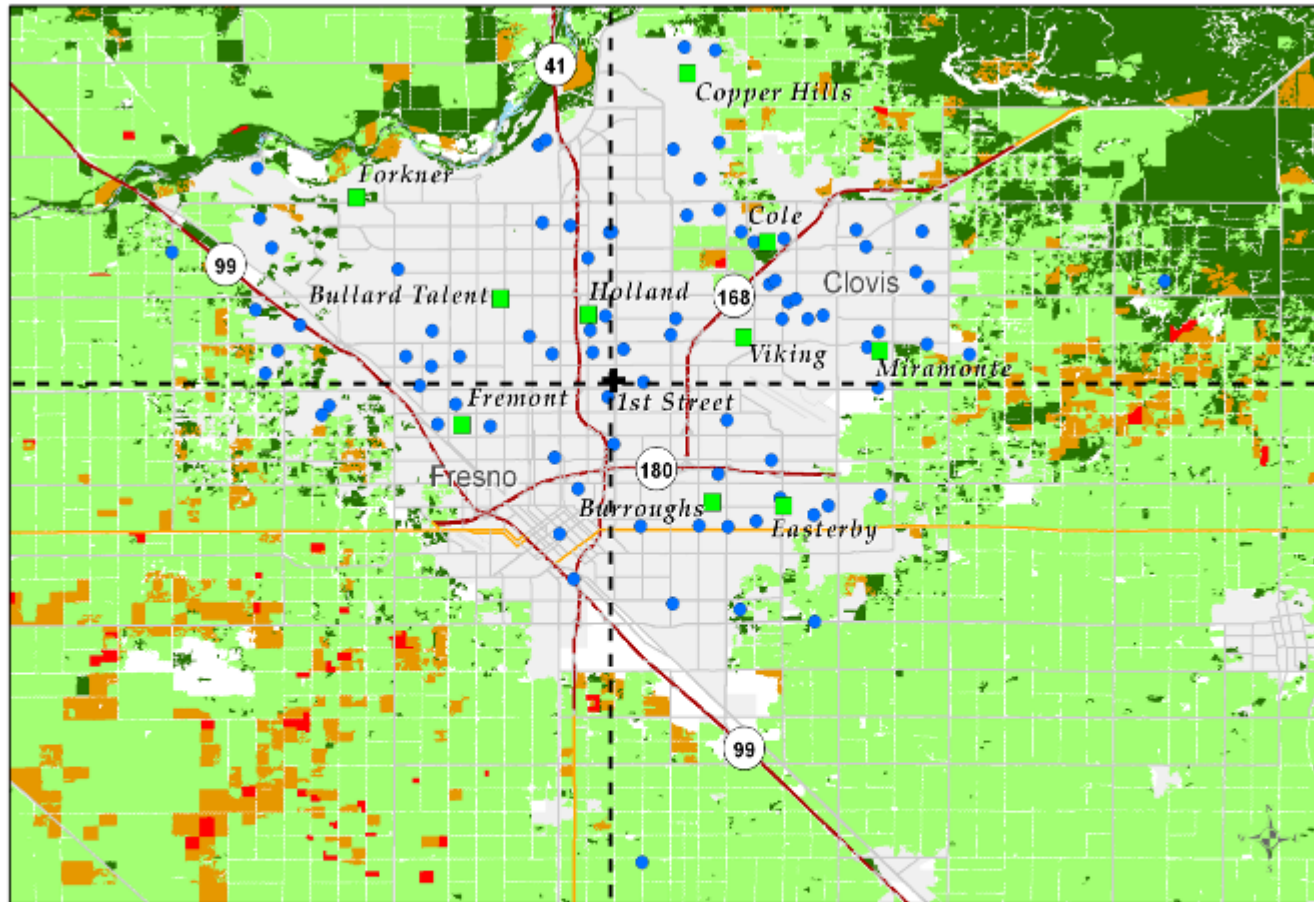 41
Copper Hills
Forkner
Cole
99
Bullard Talent
Holland
168
Clovis
Viking
Miramonte
Fremont
1st Street
Fresno
180
Burroughs
Easterby
99